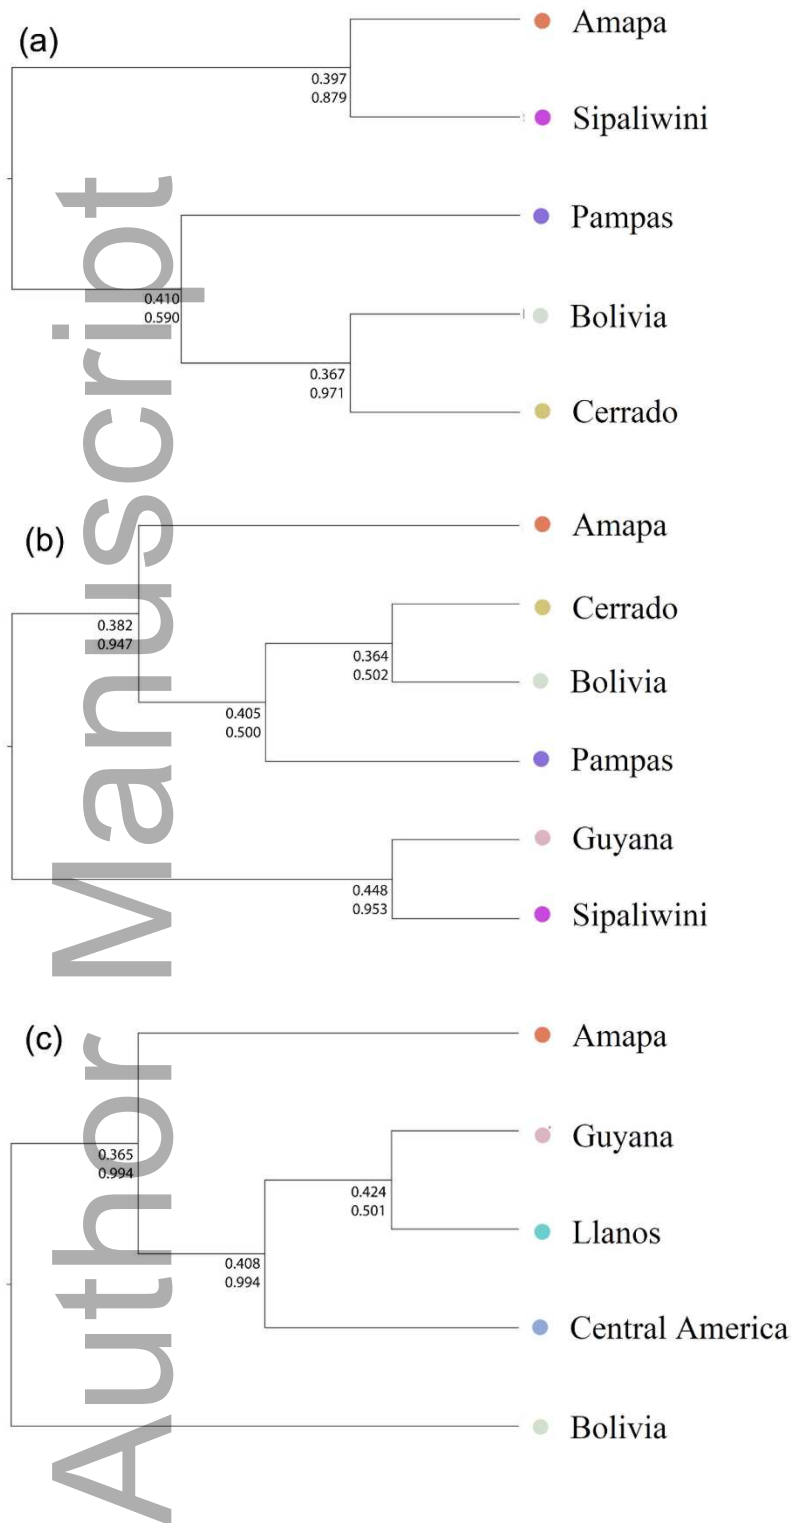 (a)
Amapa
0.397
0.879
Sipaliwini
Pampas
0.410
0.590
Bolivia
0.367
0.971
Cerrado
(b)
Amapa
Cerrado
0.382
0.947
0.364
0.502
Bolivia
0.405
0.500
Pampas
Guyana
0.448
0.953
Sipaliwini
(c)
Amapa
Guyana
0.365
0.994
0.424
0.501
Llanos
0.408
0.994
Central America
Bolivia
Author Manuscript